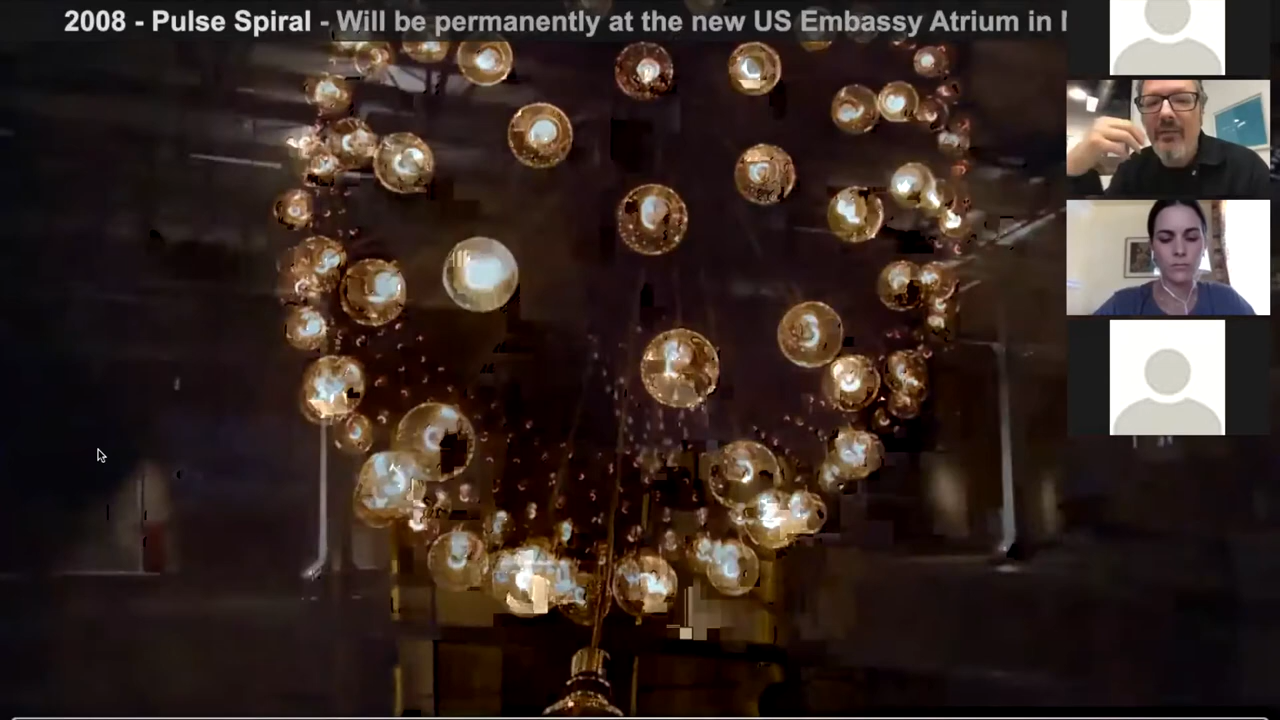 2008 - Pulse Spiral - Will be permanently at the new US Embassy Atrium in